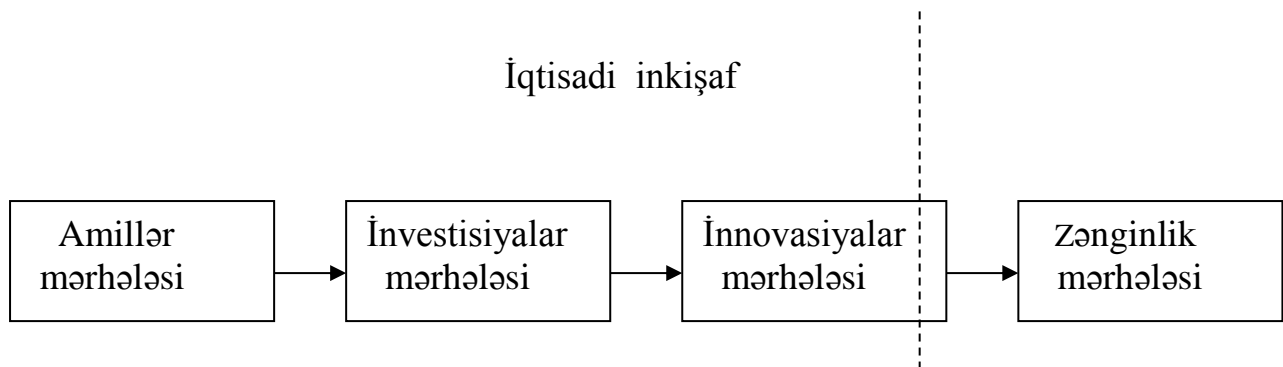 İqtisadi inkişaf
Amillər
mərhələsi
İnvestisiyalar
mərhələsi
İnnovasiyalar
mərhələsi
Zənginlik
mərhələsi